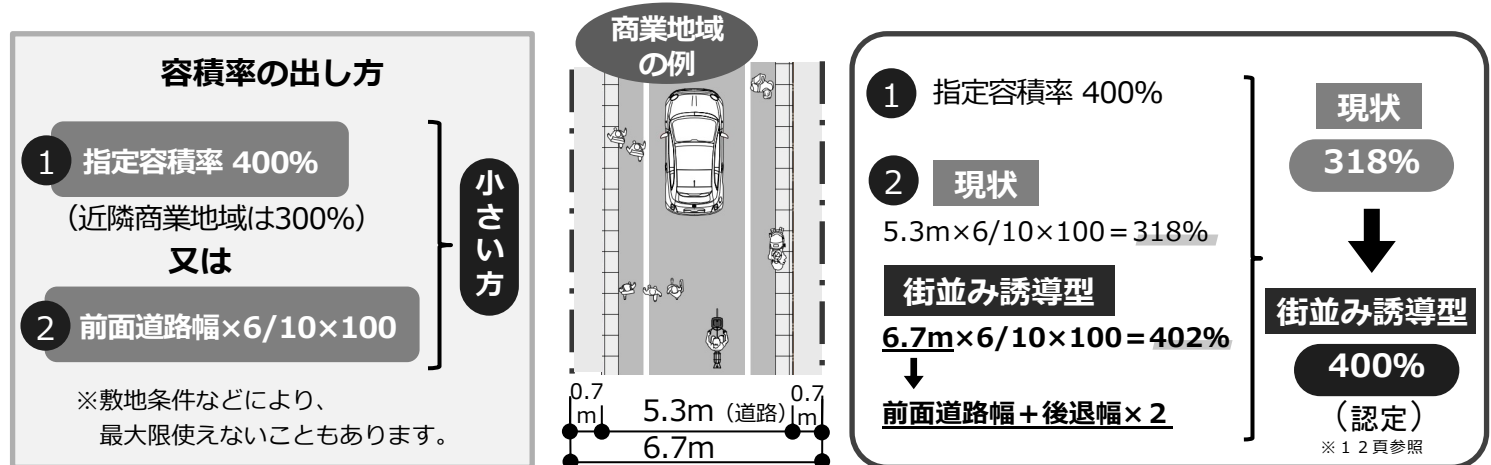 容積率の出し方
1 指定容積率 400%
（近隣商業地域は300%）
又は
2 前面道路幅×6/10×100
小さい方
※敷地条件などにより、
最大限使えないこともあります。
商業地域
の例
0.7
m
5.3m（道路）
0.7
m
6.7m
1 指定容積率 400%
2 現状
5.3m×6/10×100＝318%
街並み誘導型
6.7m×6/10×100＝402%
前面道路幅＋後退幅×２
現状
318%
街並み誘導型
400%
（認定）
※１２頁参照